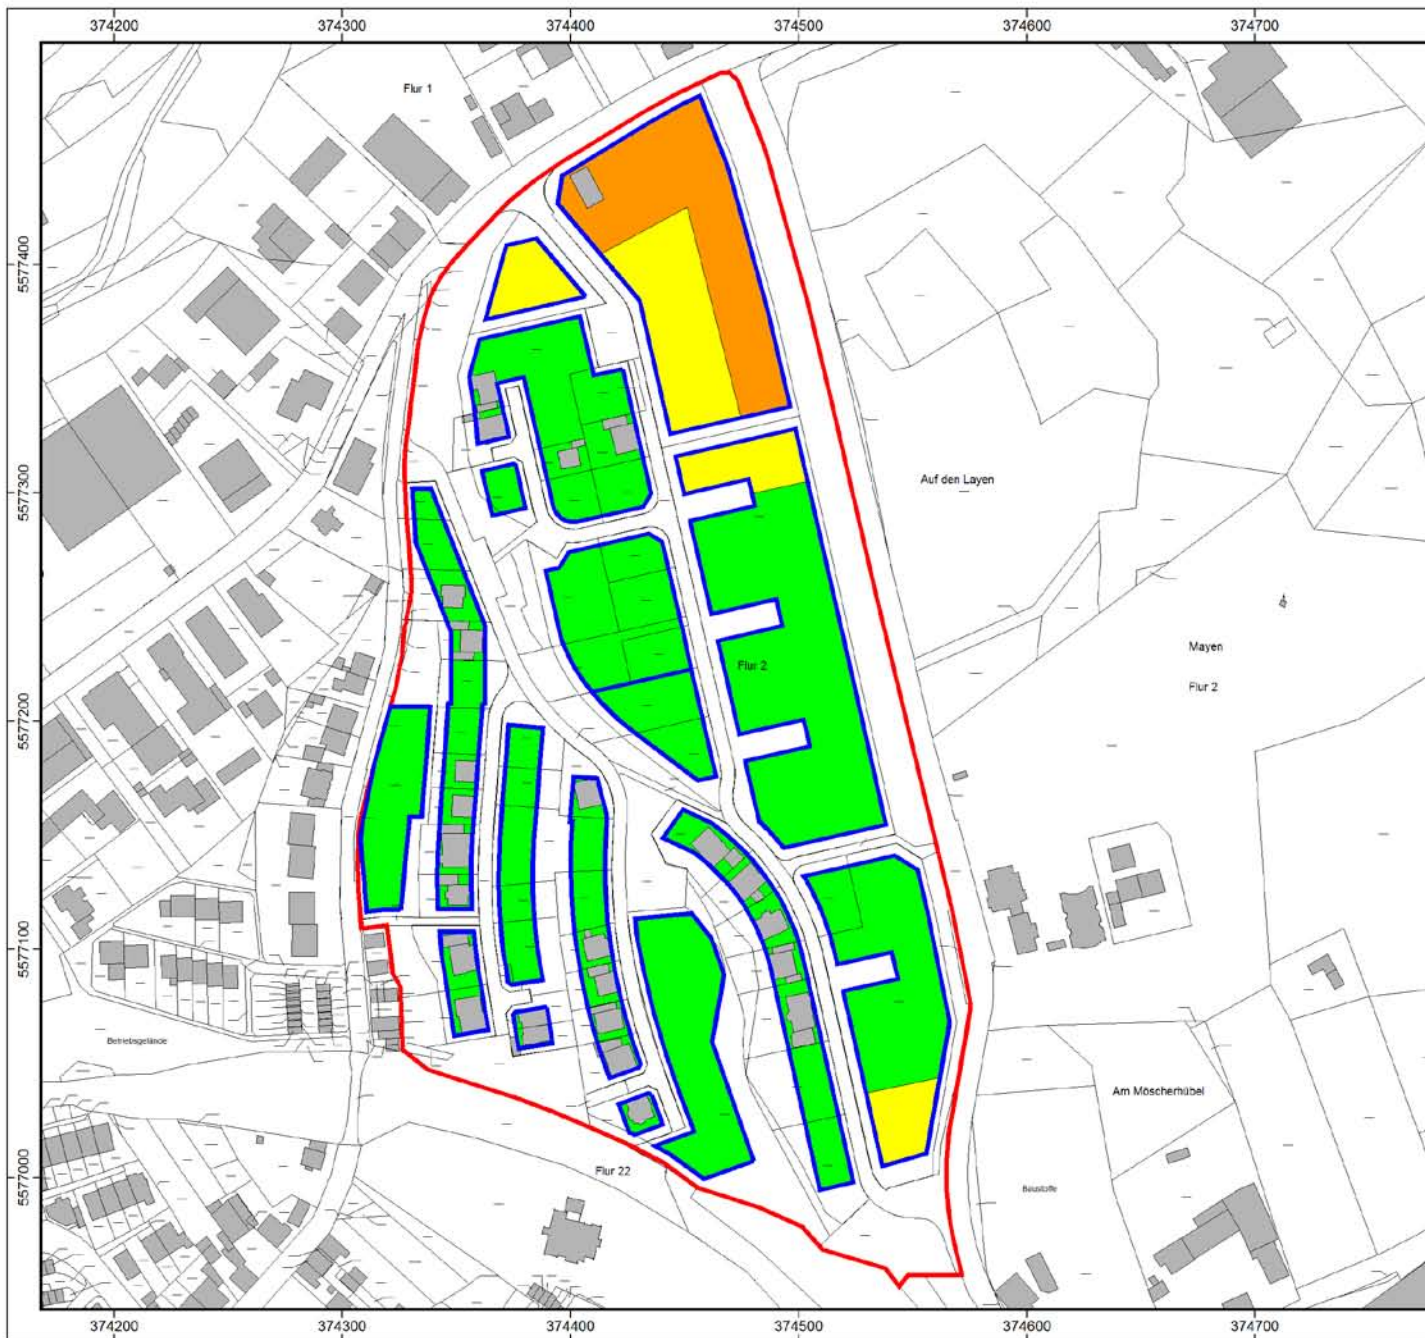 374200 374300 374400 374500 374600 374700
Flur 1
5577400
5577300
Auf den Layen
Mayen
Flur 2
Flur 2
5577200
5577100
Betriebsgelände
Am Möscherhübel
Flur 22
Baustoffe
5577000
374200 374300 374400 374500 374600 374700